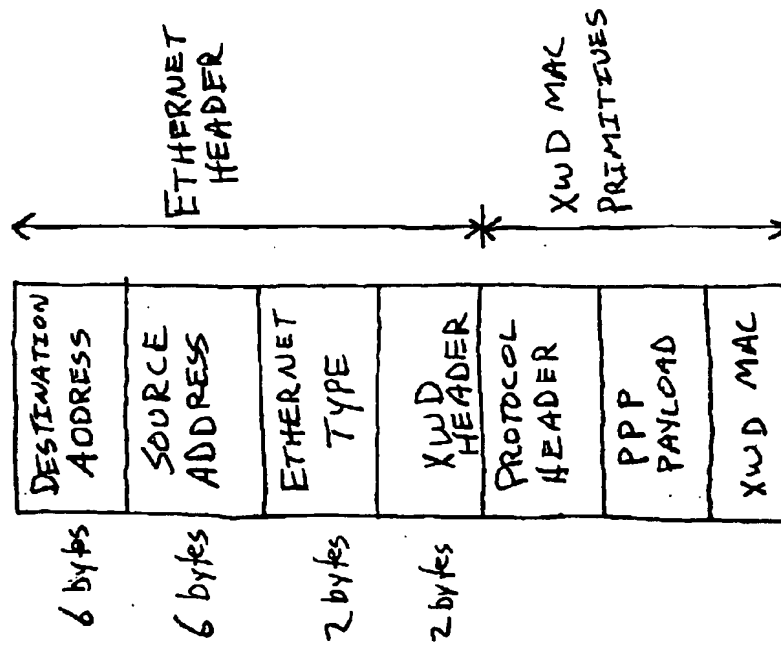 6 bytes
DESTINATION
ADDRESS
6 bytes
SOURCE
ADDRESS
2 bytes
ETHERNET
TYPE
2 bytes
XWD
HEADER
PROTOCOL
HEADER
PPP
PAYLOAD
XWD MAC
ETHERNET
HEADER
XWD MAC
PRIMITIVES